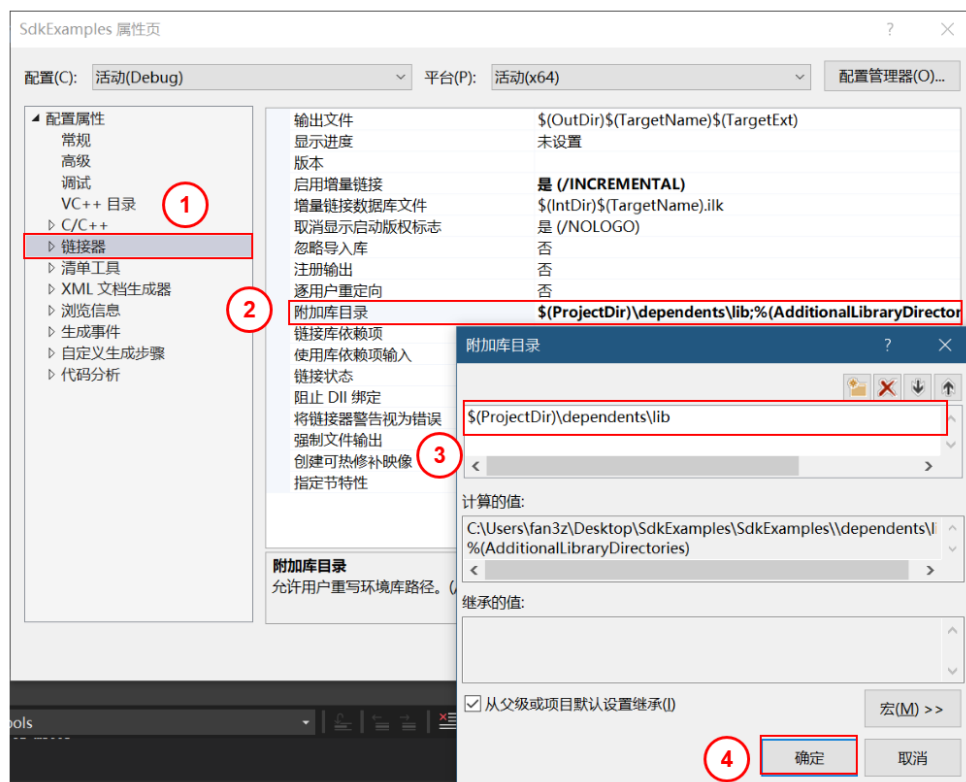 SdkExamples 属性页
配置(C): 活动(Debug) 平台(P): 活动(x64) 配置管理器(O)...
配置属性
常规
高级
调试
VC++ 目录
C/C++
链接器
清单工具
XML 文档生成器
浏览信息
生成事件
自定义生成步骤
代码分析
1
2
输出文件 $(OutDir)$(TargetName)$(TargetExt)
显示进度 未设置
版本
启用增量链接 是 (/INCREMENTAL)
增量链接数据库文件 $(IntDir)$(TargetName).ilk
取消显示启动版权标志 是 (/NOLOGO)
忽略导入库 否
注册输出 否
逐用户重定向 否
附加库目录 $(ProjectDir)\dependents\lib;%(AdditionalLibraryDirector
链接库依赖项
使用库依赖项输入
链接状态
阻止 Dll 绑定
将链接器警告视为错误
强制文件输出
创建可热修补映像
指定节特性
附加库目录
允许用户重写环境库路径。(/
附加库目录
$(ProjectDir)\dependents\lib
3
计算的值:
C:\Users\fan3z\Desktop\SdkExamples\SdkExamples\\dependents\l
%(AdditionalLibraryDirectories)
继承的值:
从父级或项目默认设置继承(I)
宏(M) >>
4
确定 取消
ools